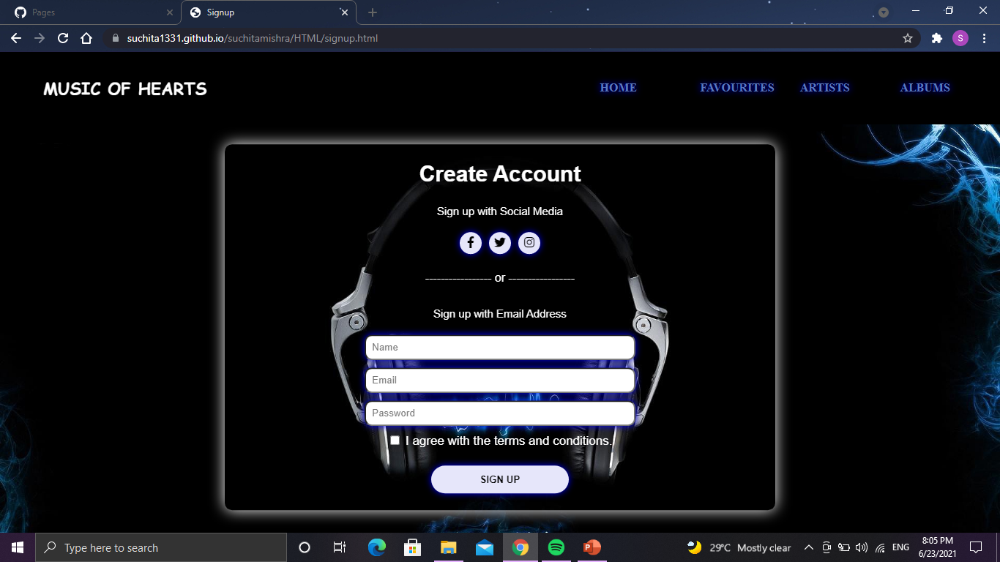 Pages
Signup
suchita1331.github.io/suchitamishra/HTML/signup.html
S
MUSIC OF HEARTS
HOME FAVOURITES ARTISTS ALBUMS
Create Account
Sign up with Social Media
----------------- or -----------------
Sign up with Email Address
Name
Email
Password
I agree with the terms and conditions.
SIGN UP
Type here to search
29°C Mostly clear
ENG
8:05 PM
6/23/2021